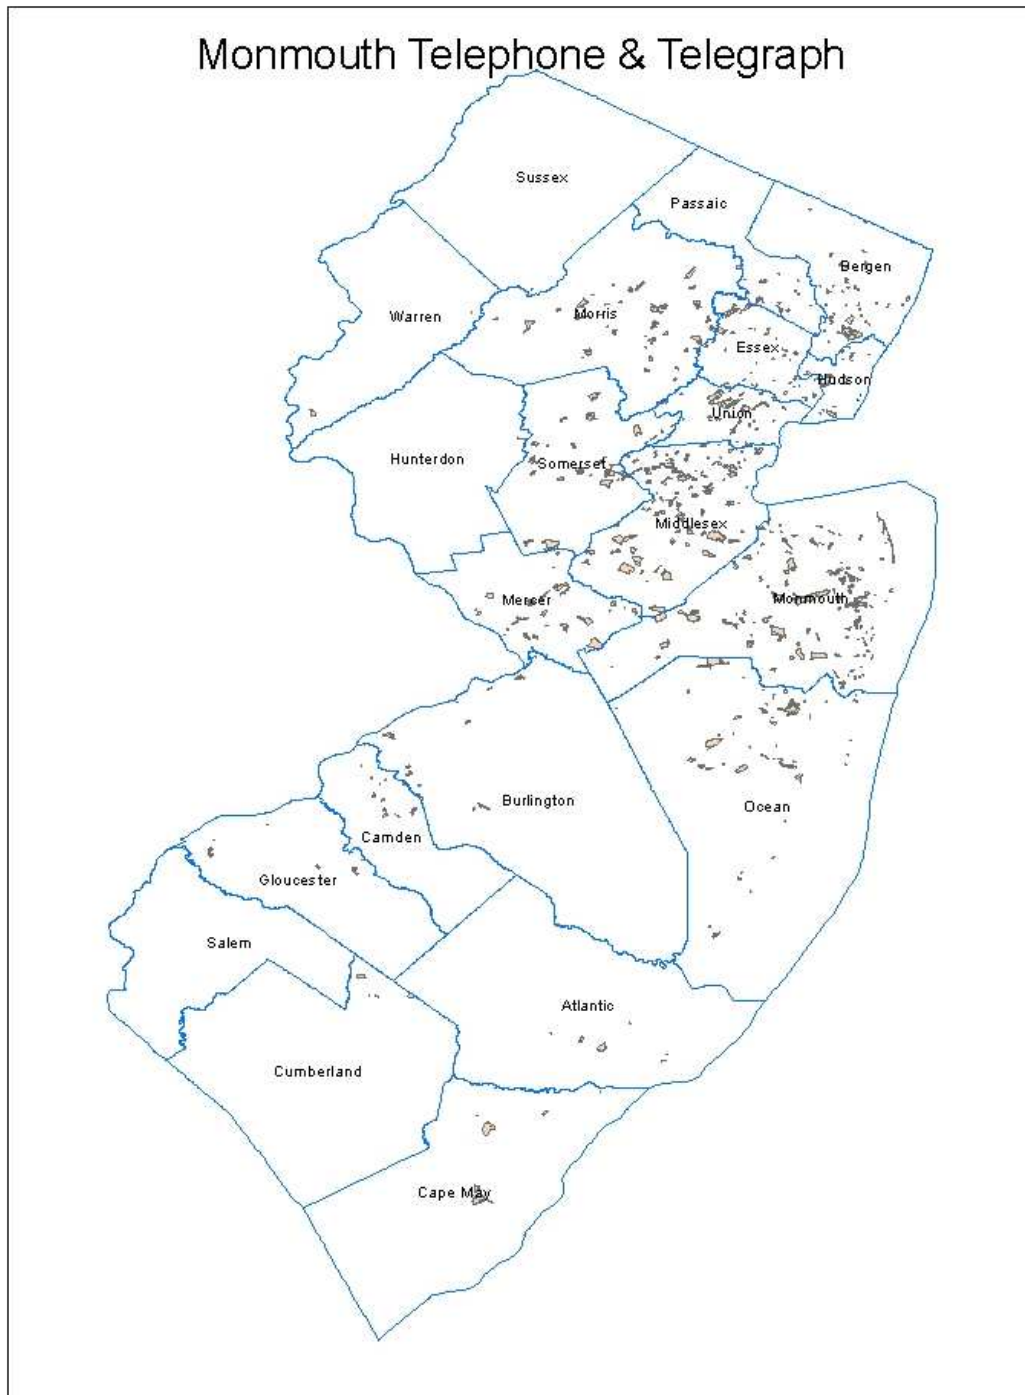 Monmouth Telephone & Telegraph
Sussex
Passaic
Bergen
Warren
Morris
Essex
Hudson
Union
Hunterdon
Somerset
Middlesex
Mercer
Monmouth
Burlington
Ocean
Camden
Gloucester
Salem
Atlantic
Cumberland
Cape May